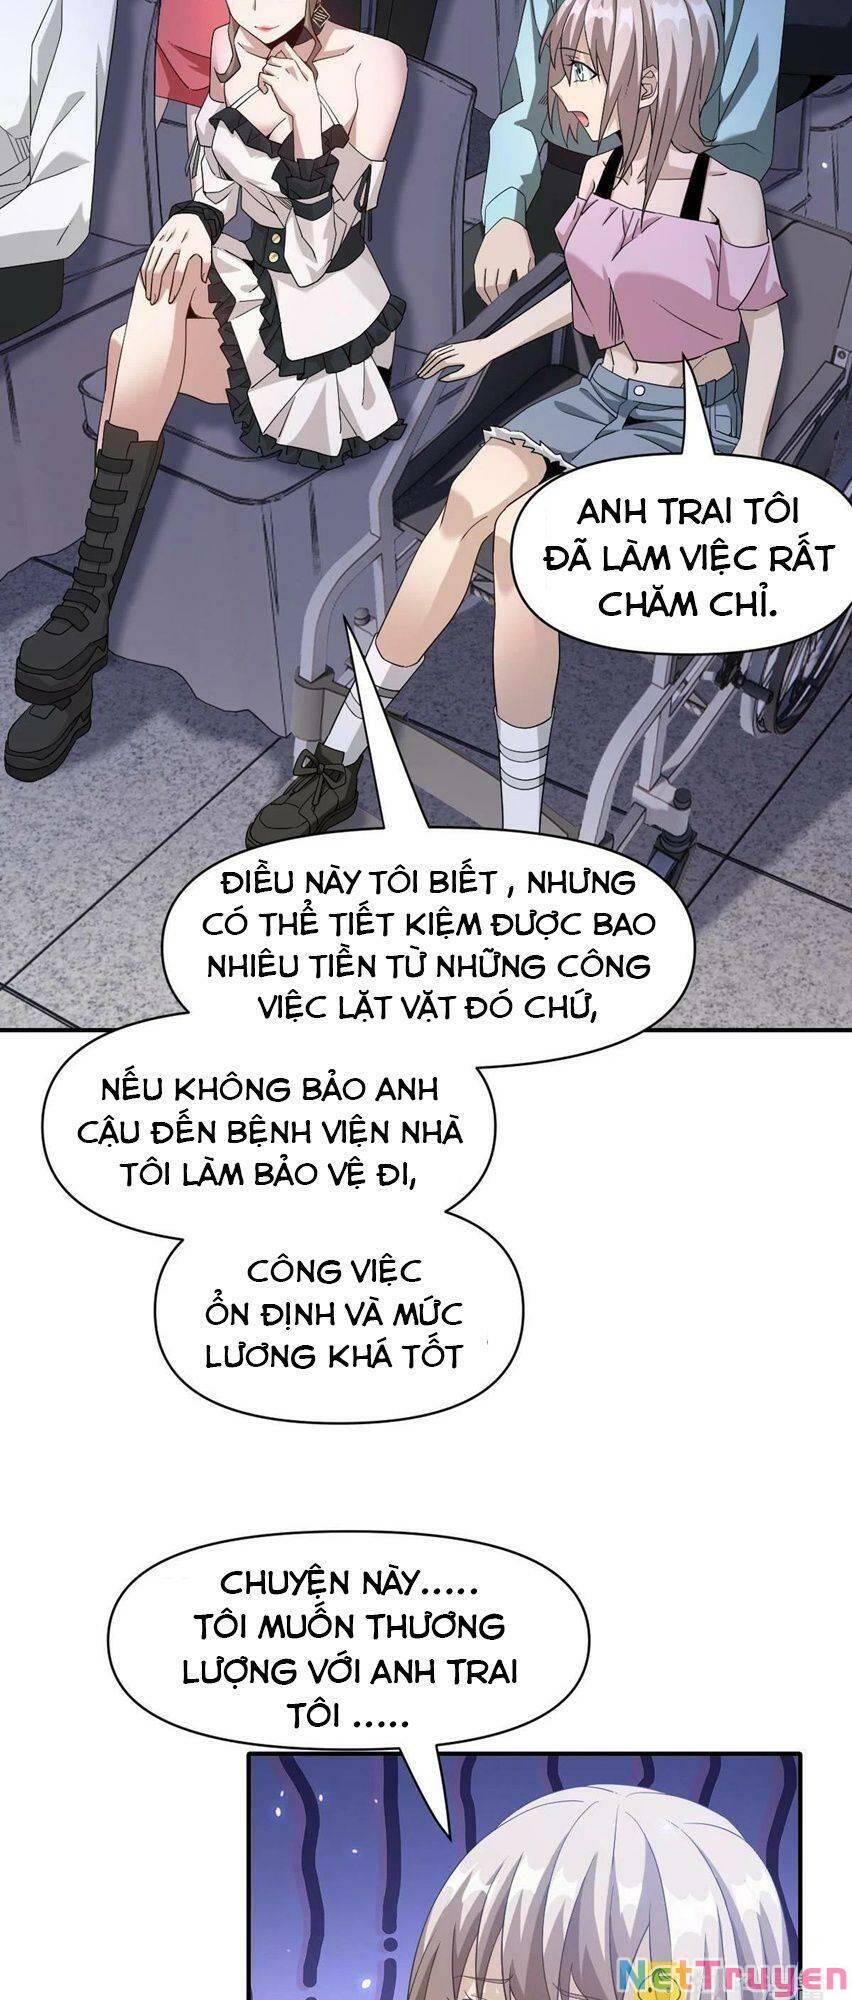 ANH TRAI TÔI
ĐÃ LÀM VIỆC RẤT
CHĂM CHỈ.
ĐIỀU NÀY TÔI BIẾT , NHƯNG
CÓ THỂ TIẾT KIỆM ĐƯỢC BAO
NHIÊU TIỀN TỪ NHỮNG CÔNG
VIỆC LẶT VẶT ĐÓ CHỨ,
NẾU KHÔNG BẢO ANH
CẬU ĐẾN BỆNH VIỆN NHÀ
TÔI LÀM BẢO VỆ ĐI,
CÔNG VIỆC
ỔN ĐỊNH VÀ MỨC
LƯƠNG KHÁ TỐT
CHUYỆN NÀY.....
TÔI MUỐN THƯƠNG
LƯỢNG VỚI ANH TRAI
TÔI .....
NETTRUYEN